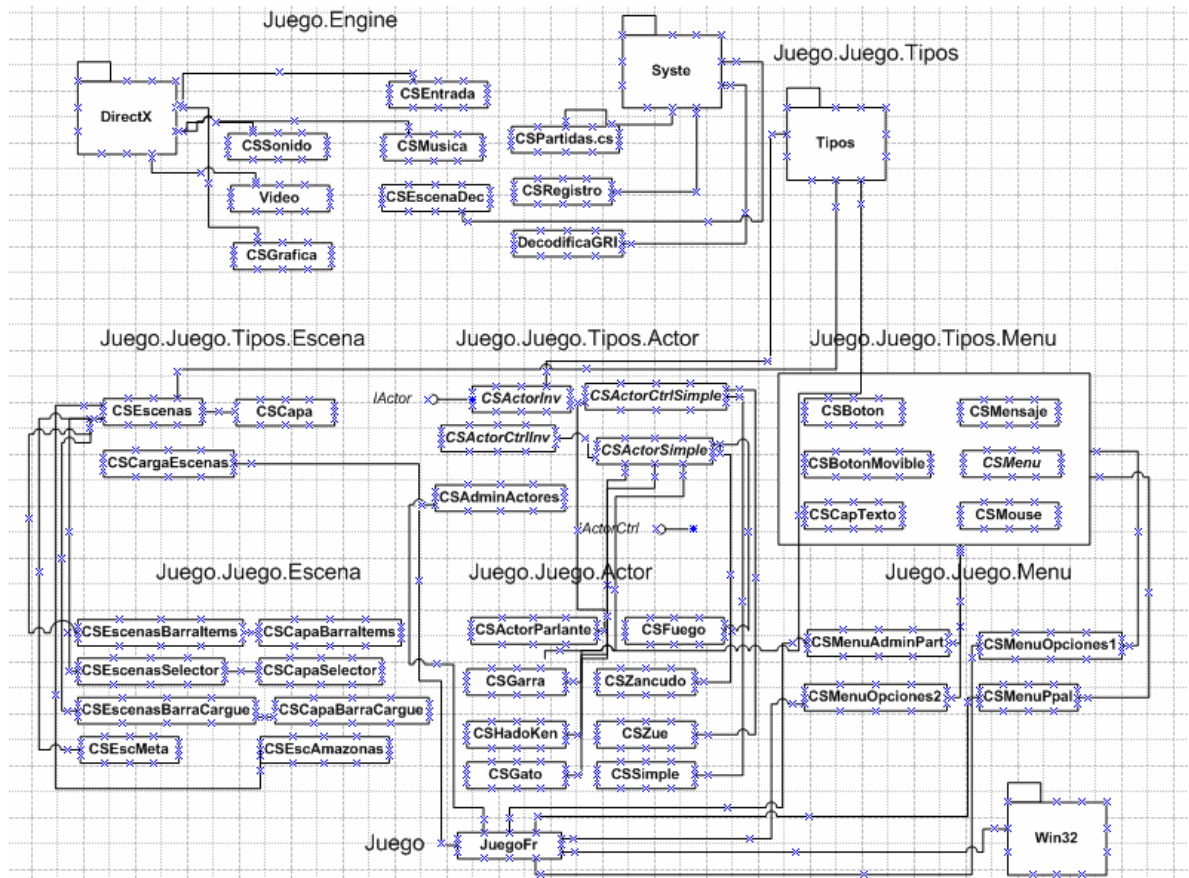 Juego.Engine
Syste
Juego.Juego.Tipos
DirectX
CSEntrada
CSPartidas.cs
Tipos
CSSonido
CSMusica
Video
CSEscenaDec
CSRegistro
CSGrafica
DecodificaGRI
Juego.Juego.Tipos.Escena
Juego.Juego.Tipos.Actor
Juego.Juego.Tipos.Menu
IActor
CSActorInv
CSActorCtrlSimple
CSEscenas
CSCapa
CSBoton
CSMensaje
CSActorCtrlInv
CSActorSimple
CSCargaEscenas
CSBotonMovible
CSMenu
CSAdminActores
CSCapTexto
CSMouse
IActorCtrl
Juego.Juego.Escena
Juego.Juego.Actor
Juego.Juego.Menu
CSEscenasBarraItems
CSCapaBarraItems
CSActorParlante
CSFuego
CSMenuAdminPart
CSMenuOpciones1
CSEscenasSelector
CSCapaSelector
CSGarra
CSZancudo
CSMenuOpciones2
CSMenuPpal
CSEscenasBarraCargue
CSCapaBarraCargue
CSHadoKen
CSZue
CSEscMeta
CSEscAmazonas
CSGato
CSSimple
Juego
JuegoFr
Win32